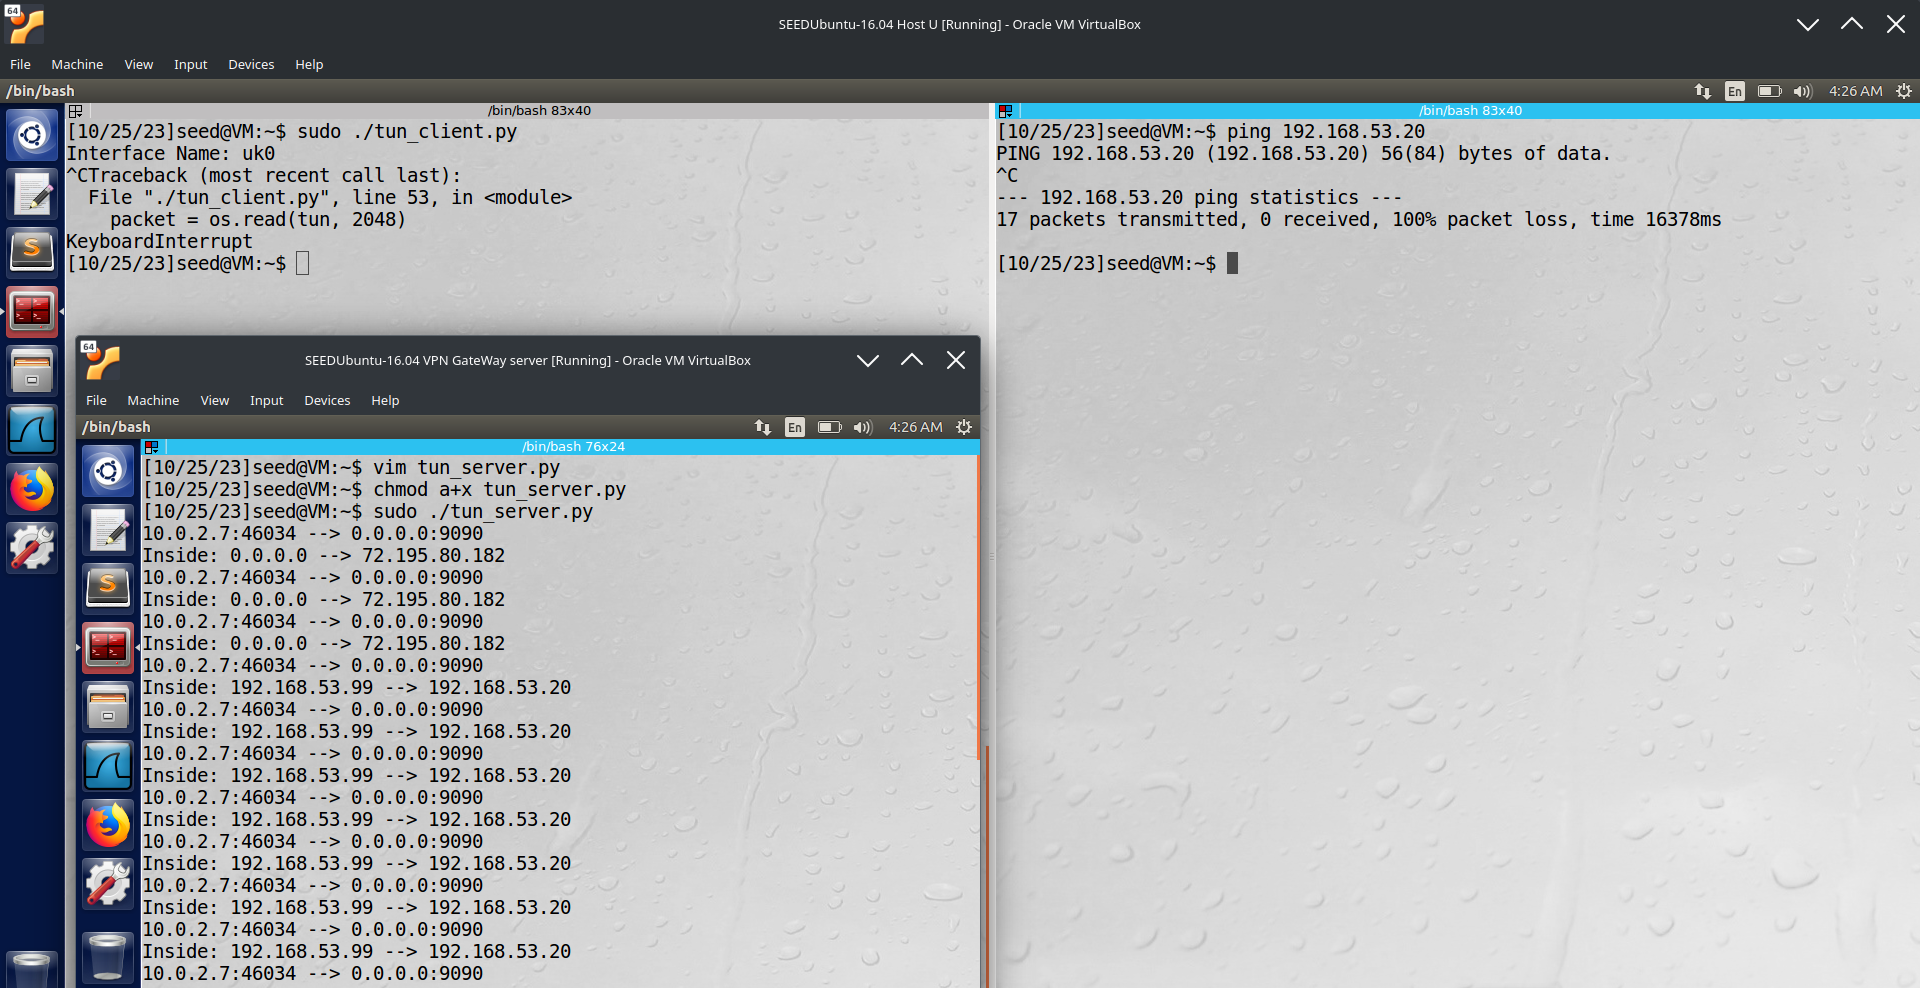 64
SEEDUbuntu-16.04 Host U [Running] - Oracle VM VirtualBox
File Machine View Input Devices Help
/bin/bash
En
4:26 AM
/bin/bash 83x40
[10/25/23]seed@VM:~$ sudo ./tun_client.py
Interface Name: uk0
^CTraceback (most recent call last):
  File "./tun_client.py", line 53, in <module>
    packet = os.read(tun, 2048)
KeyboardInterrupt
[10/25/23]seed@VM:~$
/bin/bash 83x40
[10/25/23]seed@VM:~$ ping 192.168.53.20
PING 192.168.53.20 (192.168.53.20) 56(84) bytes of data.
^C
--- 192.168.53.20 ping statistics ---
17 packets transmitted, 0 received, 100% packet loss, time 16378ms
[10/25/23]seed@VM:~$
64
SEEDUbuntu-16.04 VPN GateWay server [Running] - Oracle VM VirtualBox
File Machine View Input Devices Help
/bin/bash
En
4:26 AM
/bin/bash 76x24
[10/25/23]seed@VM:~$ vim tun_server.py
[10/25/23]seed@VM:~$ chmod a+x tun_server.py
[10/25/23]seed@VM:~$ sudo ./tun_server.py
10.0.2.7:46034 --> 0.0.0.0:9090
Inside: 0.0.0.0 --> 72.195.80.182
10.0.2.7:46034 --> 0.0.0.0:9090
Inside: 0.0.0.0 --> 72.195.80.182
10.0.2.7:46034 --> 0.0.0.0:9090
Inside: 0.0.0.0 --> 72.195.80.182
10.0.2.7:46034 --> 0.0.0.0:9090
Inside: 192.168.53.99 --> 192.168.53.20
10.0.2.7:46034 --> 0.0.0.0:9090
Inside: 192.168.53.99 --> 192.168.53.20
10.0.2.7:46034 --> 0.0.0.0:9090
Inside: 192.168.53.99 --> 192.168.53.20
10.0.2.7:46034 --> 0.0.0.0:9090
Inside: 192.168.53.99 --> 192.168.53.20
10.0.2.7:46034 --> 0.0.0.0:9090
Inside: 192.168.53.99 --> 192.168.53.20
10.0.2.7:46034 --> 0.0.0.0:9090
Inside: 192.168.53.99 --> 192.168.53.20
10.0.2.7:46034 --> 0.0.0.0:9090
Inside: 192.168.53.99 --> 192.168.53.20
10.0.2.7:46034 --> 0.0.0.0:9090